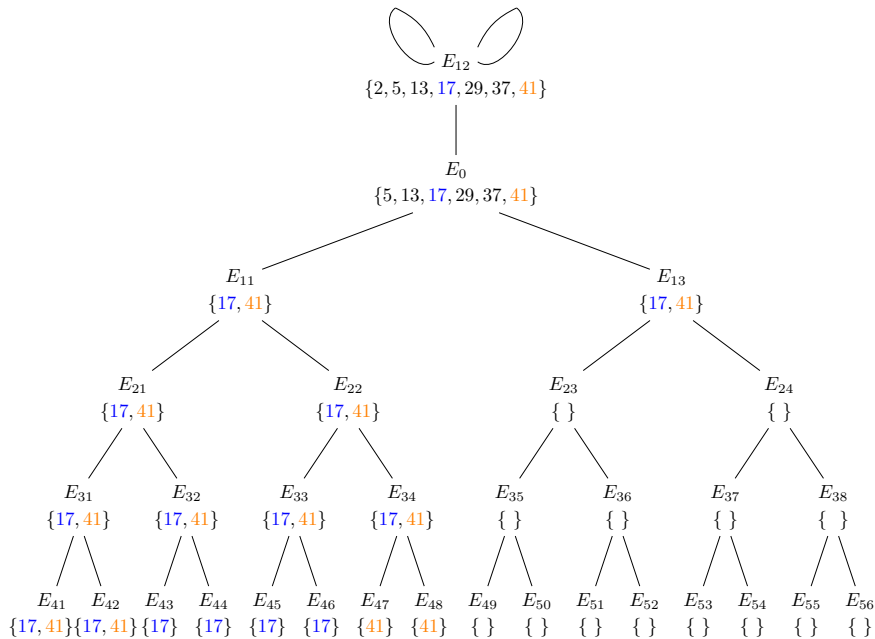 E₁₂
{2, 5, 13, 17, 29, 37, 41}
E₀
{5, 13, 17, 29, 37, 41}
E₁₁ E₁₃
{17, 41} {17, 41}
E₂₁ E₂₂ E₂₃ E₂₄
{17, 41} {17, 41} { } { }
E₃₁ E₃₂ E₃₃ E₃₄ E₃₅ E₃₆ E₃₇ E₃₈
{17, 41} {17, 41} {17, 41} {17, 41} { } { } { } { }
E₄₁ E₄₂ E₄₃ E₄₄ E₄₅ E₄₆ E₄₇ E₄₈ E₄₉ E₅₀ E₅₁ E₅₂ E₅₃ E₅₄ E₅₅ E₅₆
{17, 41} {17, 41} {17} {17} {17} {17} {41} {41} { } { } { } { } { } { } { } { }